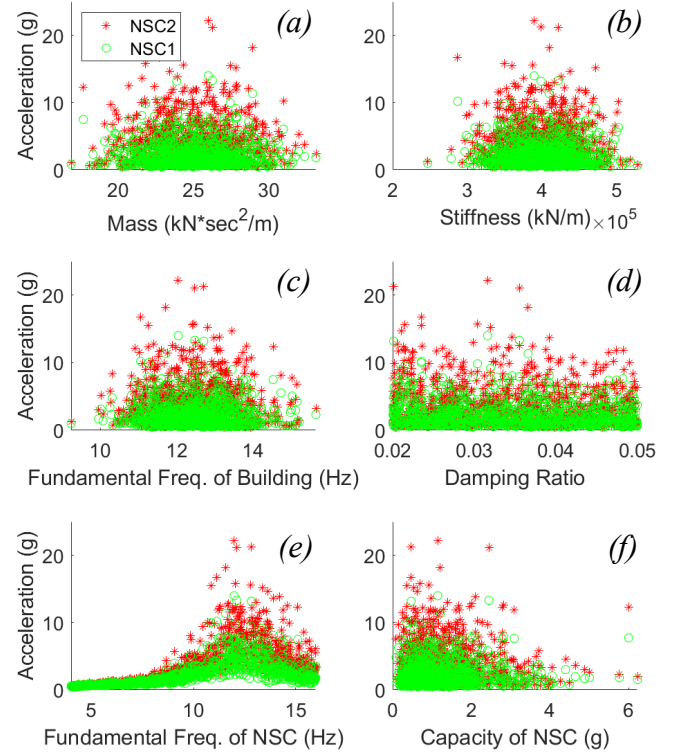 (a)
NSC2
NSC1
20
10
0
Acceleration (g)
20
25
30
Mass (kN*sec²/m)
(b)
20
10
0
2
3
4
5
Stiffness (kN/m) ×10⁵
(c)
20
10
0
Acceleration (g)
10
12
14
Fundamental Freq. of Building (Hz)
(d)
20
10
0
0.02
0.03
0.04
0.05
Damping Ratio
(e)
20
10
0
Acceleration (g)
5
10
15
Fundamental Freq. of NSC (Hz)
(f)
20
10
0
0
2
4
6
Capacity of NSC (g)